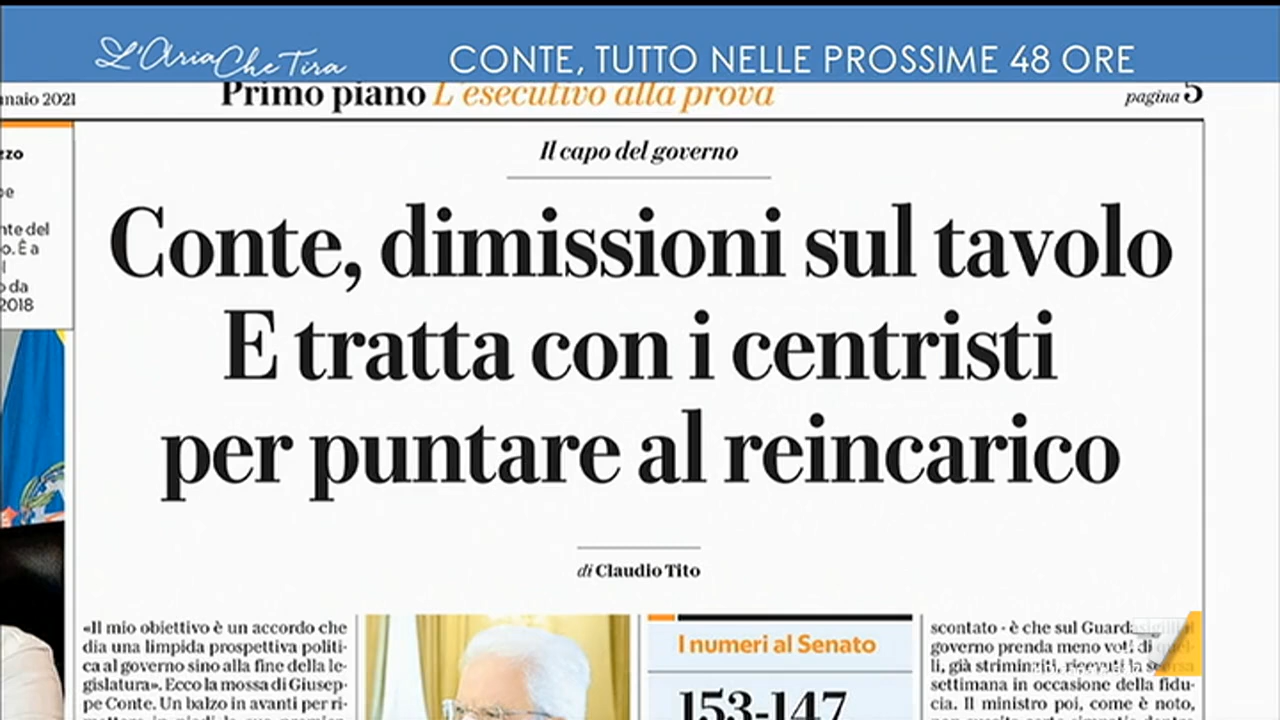 L'Aria Che Tira
CONTE, TUTTO NELLE PROSSIME 48 ORE
2021
Primo piano L'esecutivo alla prova
pagina 5
del
È a
da
2018
Il capo del governo
Conte, dimissioni sul tavolo
E tratta con i centristi
per puntare al reincarico
di Claudio Tito
«Il mio obiettivo è un accordo che
dia una limpida prospettiva politi-
ca al governo sino alla fine della le-
gislatura». Ecco la mossa di Giusep-
pe Conte. Un balzo in avanti per ri-
I numeri al Senato
153-147
scontato - è che sul Guardasigilli il
governo prenda meno voti di quel-
li, già striminziti, ricevuti la scorsa
settimana in occasione della fidu-
cia. Il ministro poi, come è noto,